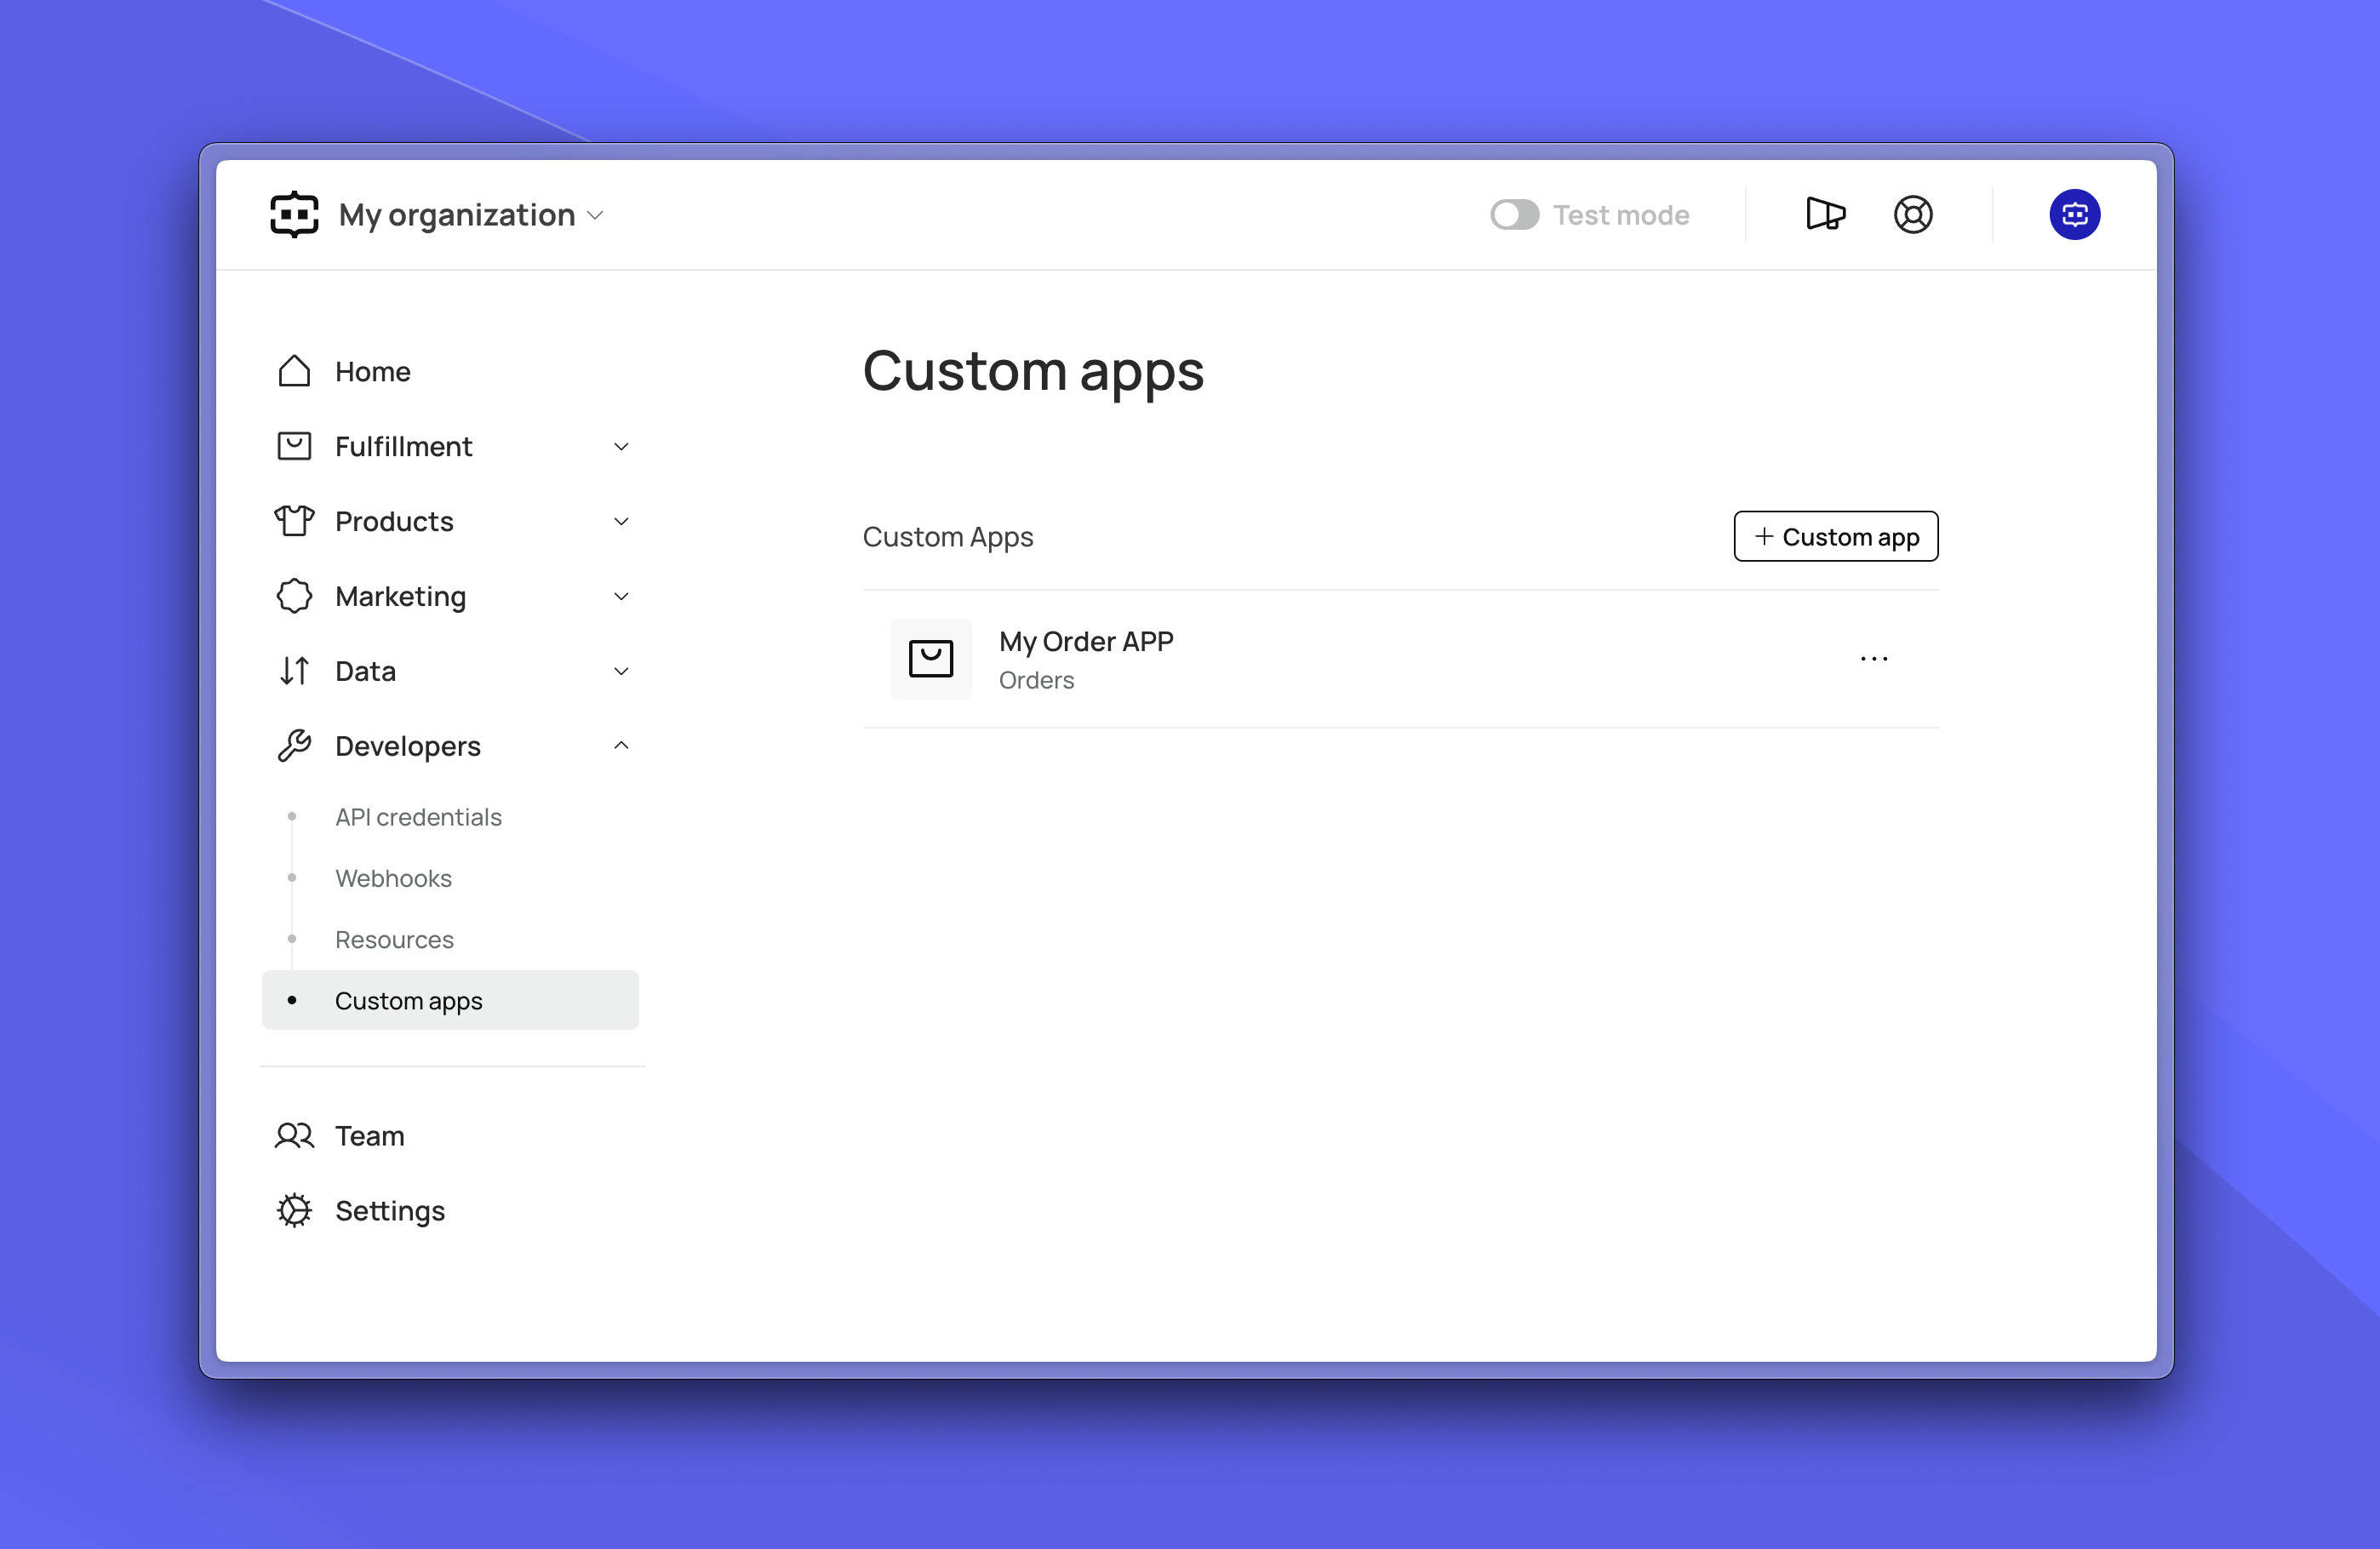 My organization
Test mode
Home
Fulfillment
Products
Marketing
Data
Developers
API credentials
Webhooks
Resources
Custom apps
Team
Settings
Custom apps
Custom Apps
Custom app
My Order APP
Orders